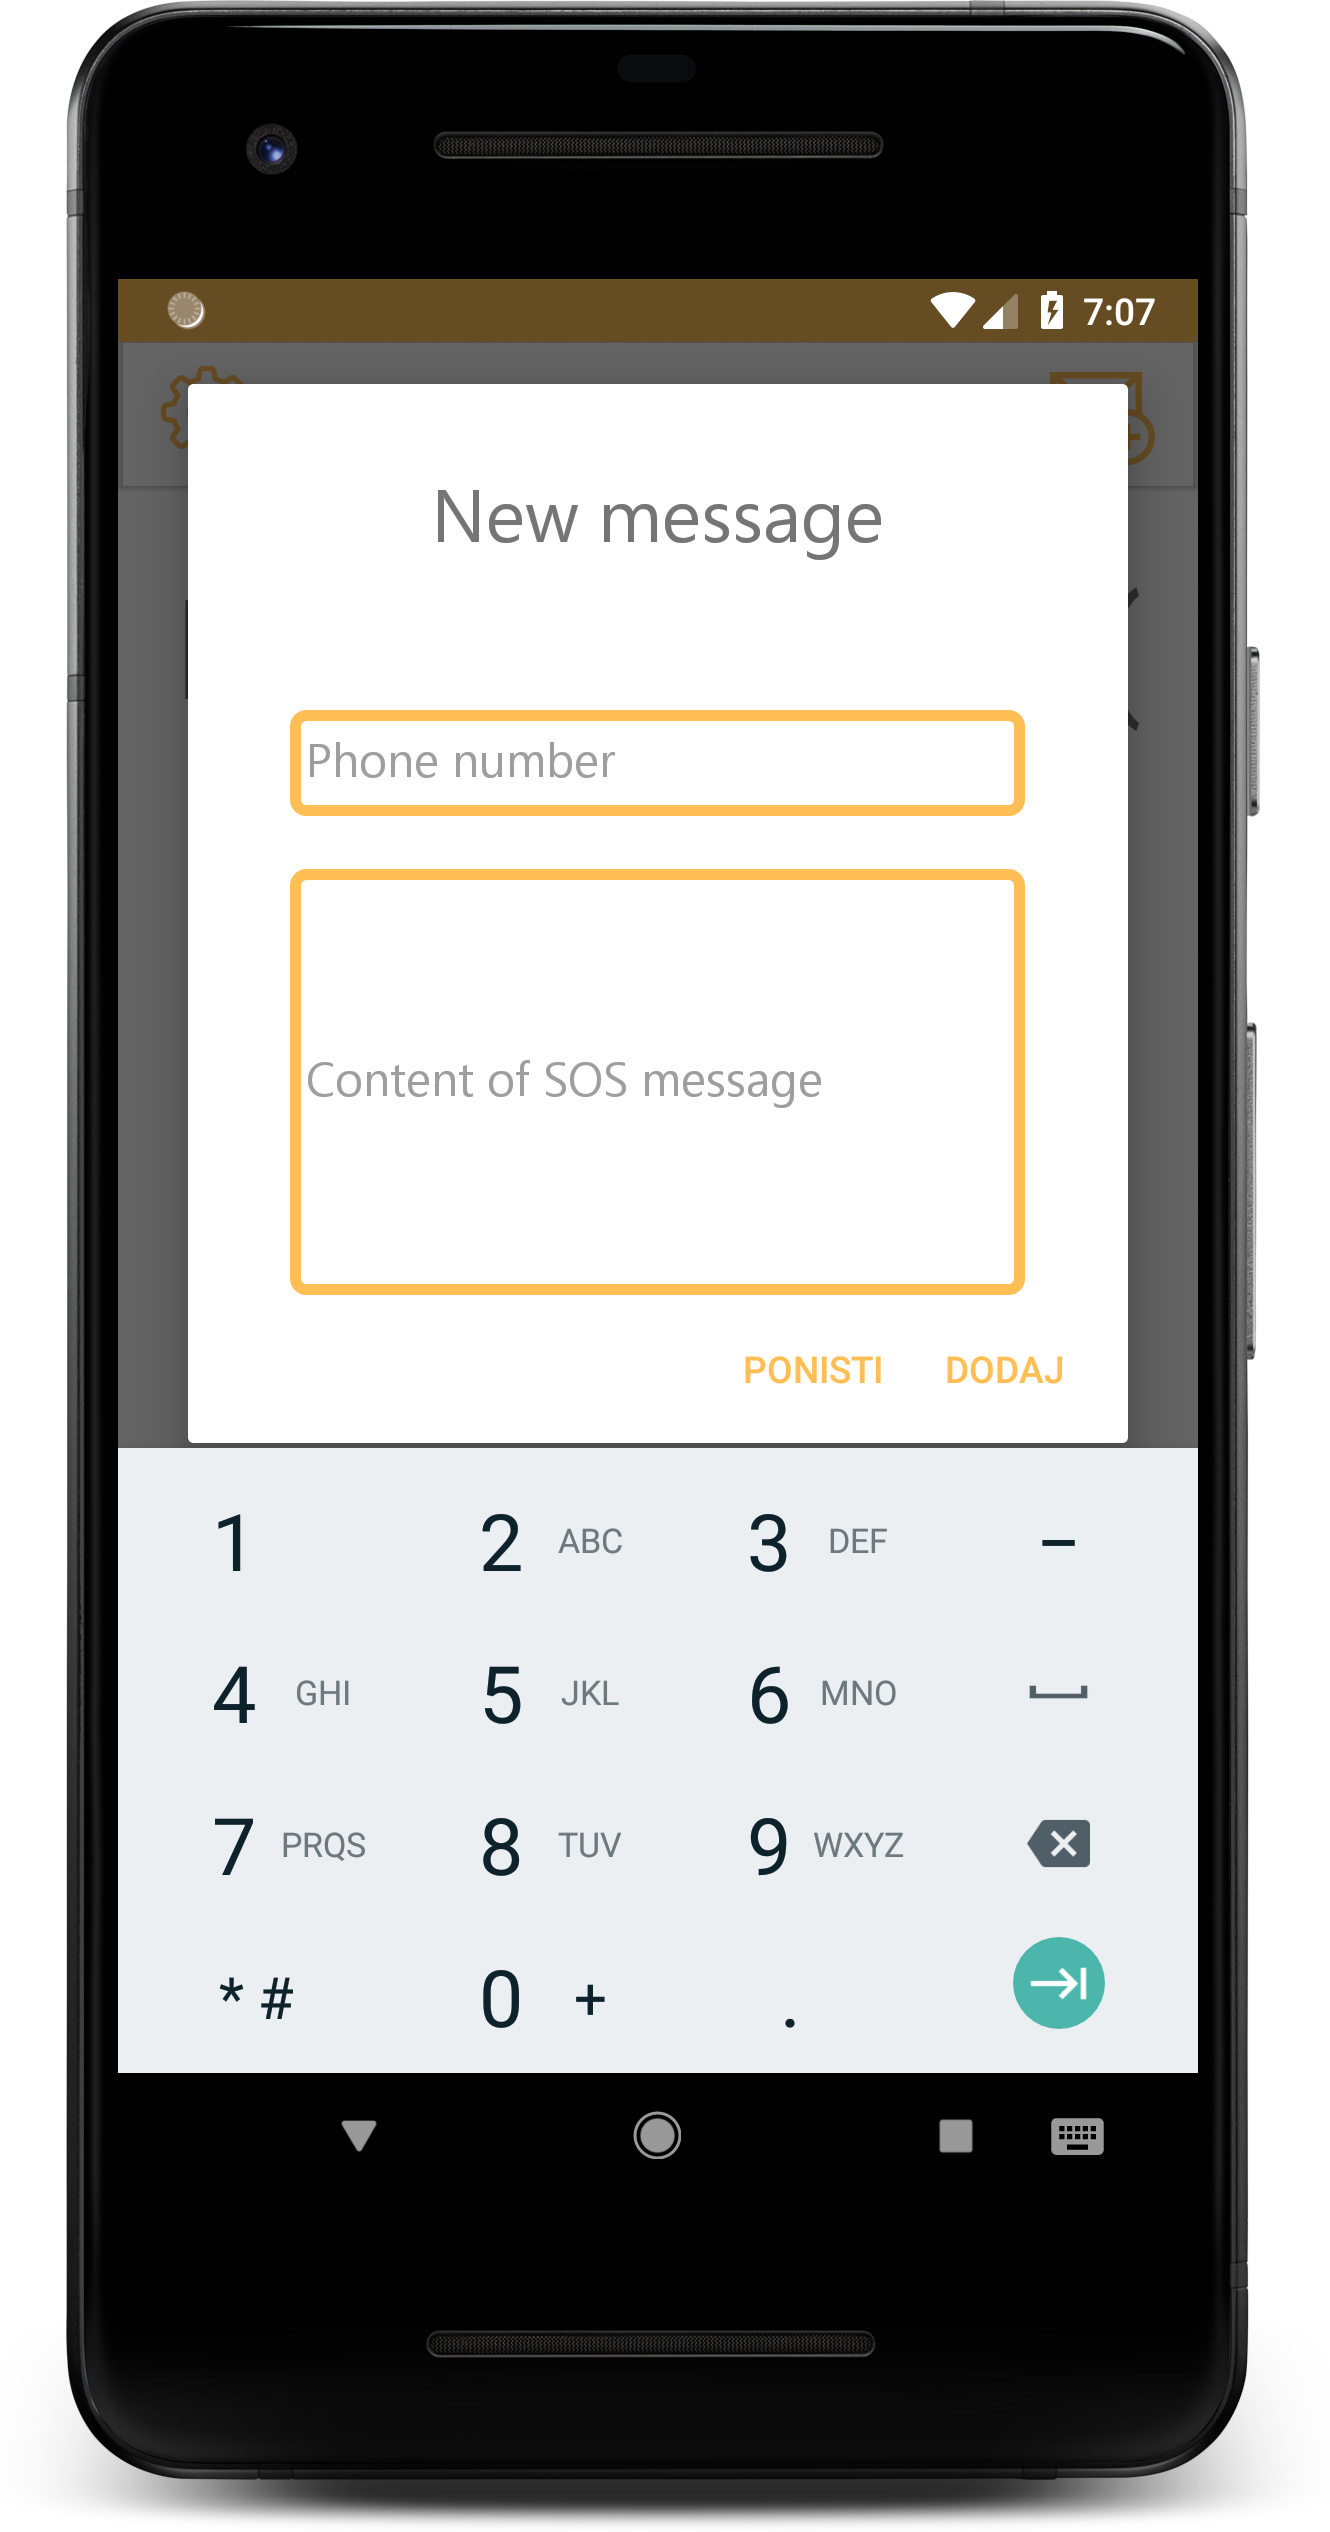 7:07
New message
Phone number
Content of SOS message
PONISTI DODAJ
1 2 ABC 3 DEF –
4 GHI 5 JKL 6 MNO
7 PRQS 8 TUV 9 WXYZ
* # 0 + .